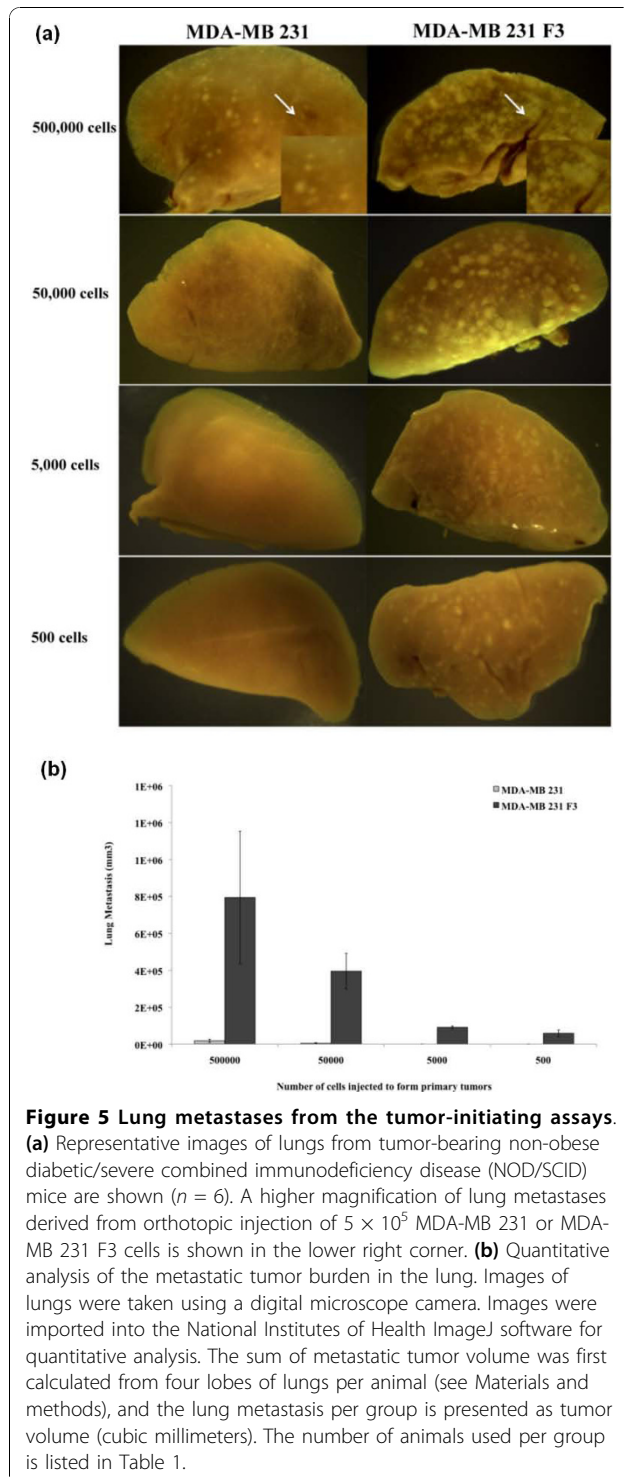 (a)
MDA-MB 231 MDA-MB 231 F3
500,000 cells
50,000 cells
5,000 cells
500 cells
(b)
1E+06
1E+06
1E+06
8E+05
6E+05
4E+05
2E+05
0E+00
Lung Metastasis (mm3)
MDA-MB 231
MDA-MB 231 F3
500000 50000 5000 500
Number of cells injected to form primary tumors
Figure 5 Lung metastases from the tumor-initiating assays.
(a) Representative images of lungs from tumor-bearing non-obese
diabetic/severe combined immunodeficiency disease (NOD/SCID)
mice are shown (n = 6). A higher magnification of lung metastases
derived from orthotopic injection of 5 × 10⁵ MDA-MB 231 or MDA-
MB 231 F3 cells is shown in the lower right corner. (b) Quantitative
analysis of the metastatic tumor burden in the lung. Images of
lungs were taken using a digital microscope camera. Images were
imported into the National Institutes of Health ImageJ software for
quantitative analysis. The sum of metastatic tumor volume was first
calculated from four lobes of lungs per animal (see Materials and
methods), and the lung metastasis per group is presented as tumor
volume (cubic millimeters). The number of animals used per group
is listed in Table 1.